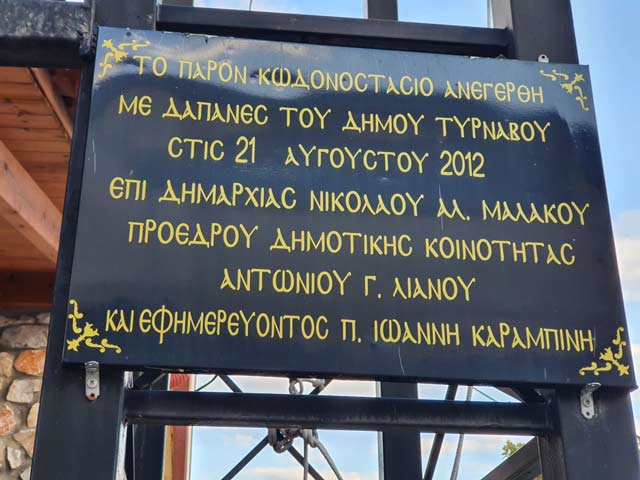 ΤΟ ΠΑΡΟΝ ΚΩΔΟΝΟΣΤΑΣΙΟ ΑΝΕΓΕΡΘΗ
ΜΕ ΔΑΠΑΝΕΣ ΤΟΥ ΔΗΜΟΥ ΤΥΡΝΑΒΟΥ
ΣΤΙΣ 21 ΑΥΓΟΥΣΤΟΥ 2012
ΕΠΙ ΔΗΜΑΡΧΙΑΣ ΝΙΚΟΛΑΟΥ ΑΛ. ΜΑΛΑΚΟΥ
ΠΡΟΕΔΡΟΥ ΔΗΜΟΤΙΚΗΣ ΚΟΙΝΟΤΗΤΑΣ
ΑΝΤΩΝΙΟΥ Γ. ΛΙΑΝΟΥ
ΚΑΙ ΕΦΗΜΕΡΕΥΟΝΤΟΣ Π. ΙΩΑΝΝΗ ΚΑΡΑΜΠΙΝΗ